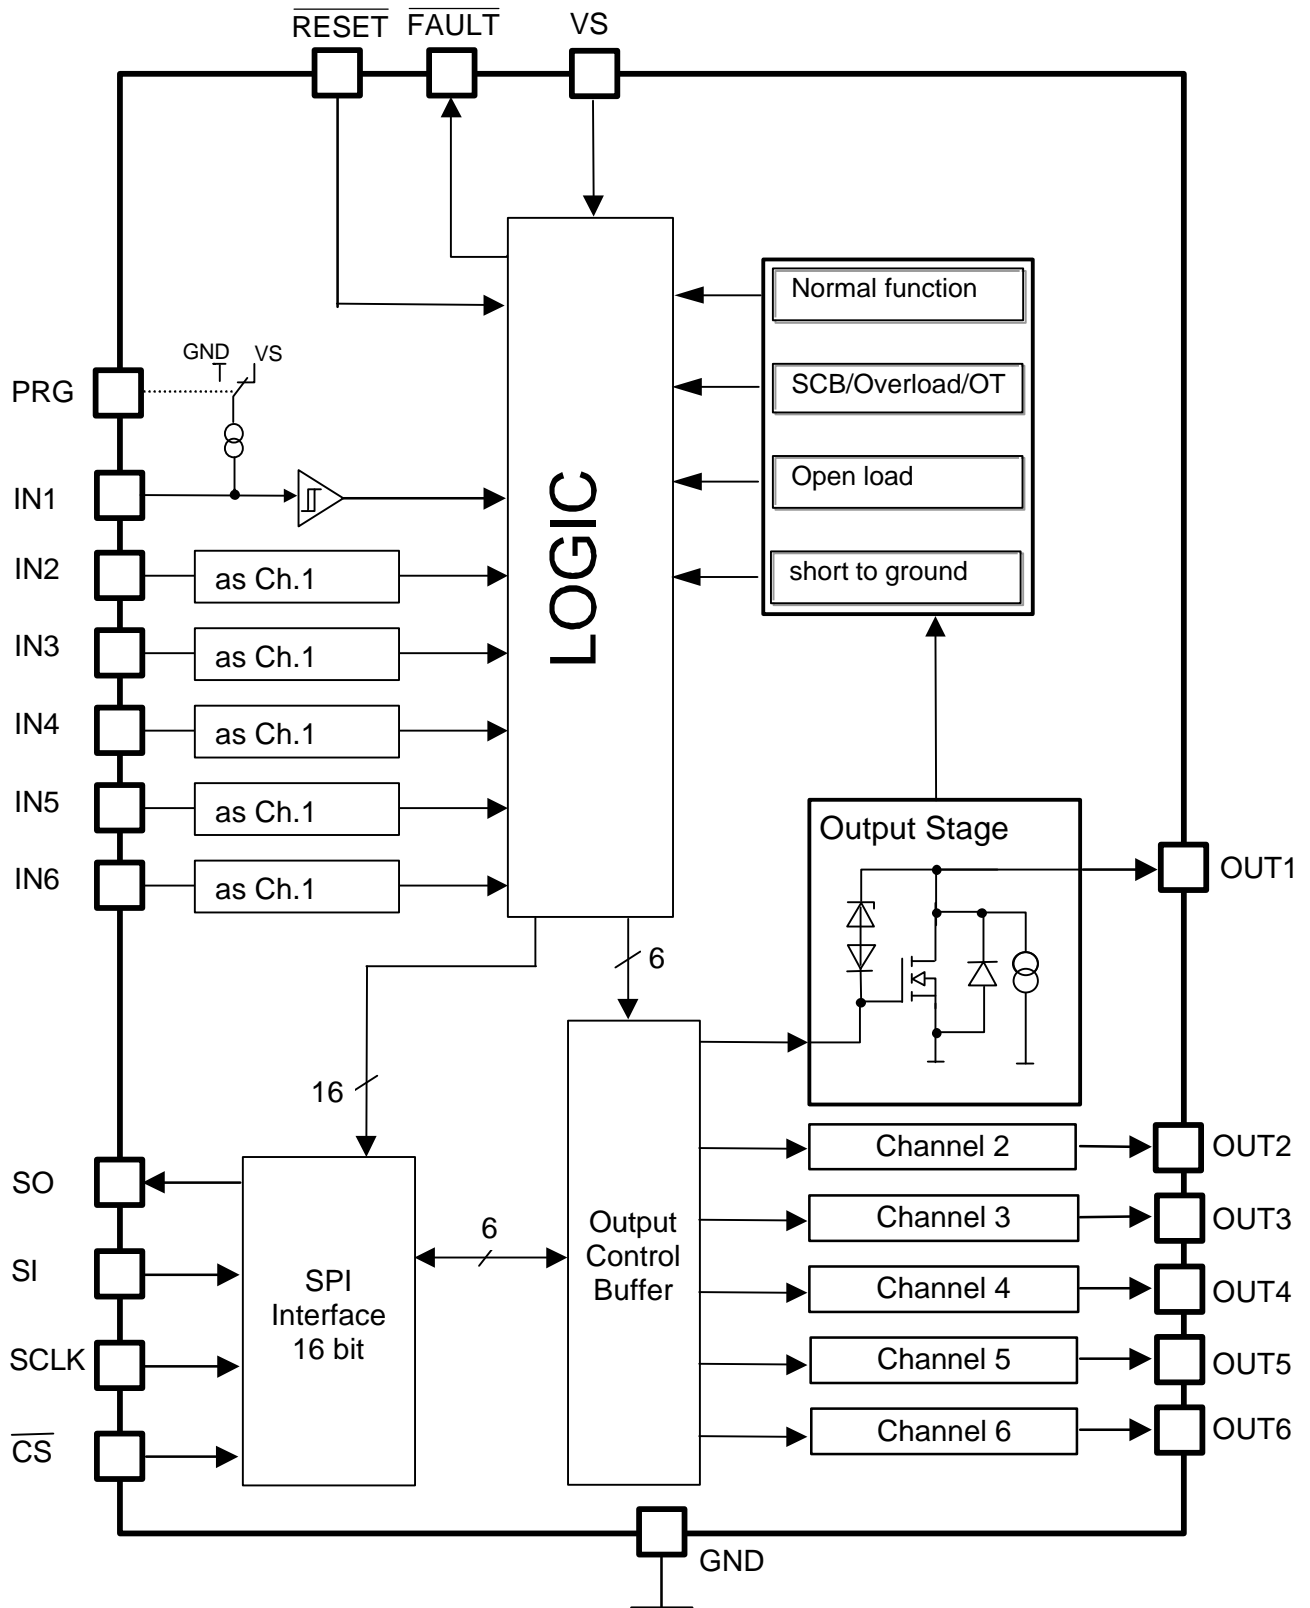 RESET FAULT VS
GND VS
PRG
IN1
IN2
as Ch.1
IN3
as Ch.1
IN4
as Ch.1
IN5
as Ch.1
IN6
as Ch.1
LOGIC
Normal function
SCB/Overload/OT
Open load
short to ground
Output Stage
OUT1
6
16
SO
SI
SCLK
CS
SPI
Interface
16 bit
6
Output
Control
Buffer
Channel 2
OUT2
Channel 3
OUT3
Channel 4
OUT4
Channel 5
OUT5
Channel 6
OUT6
GND